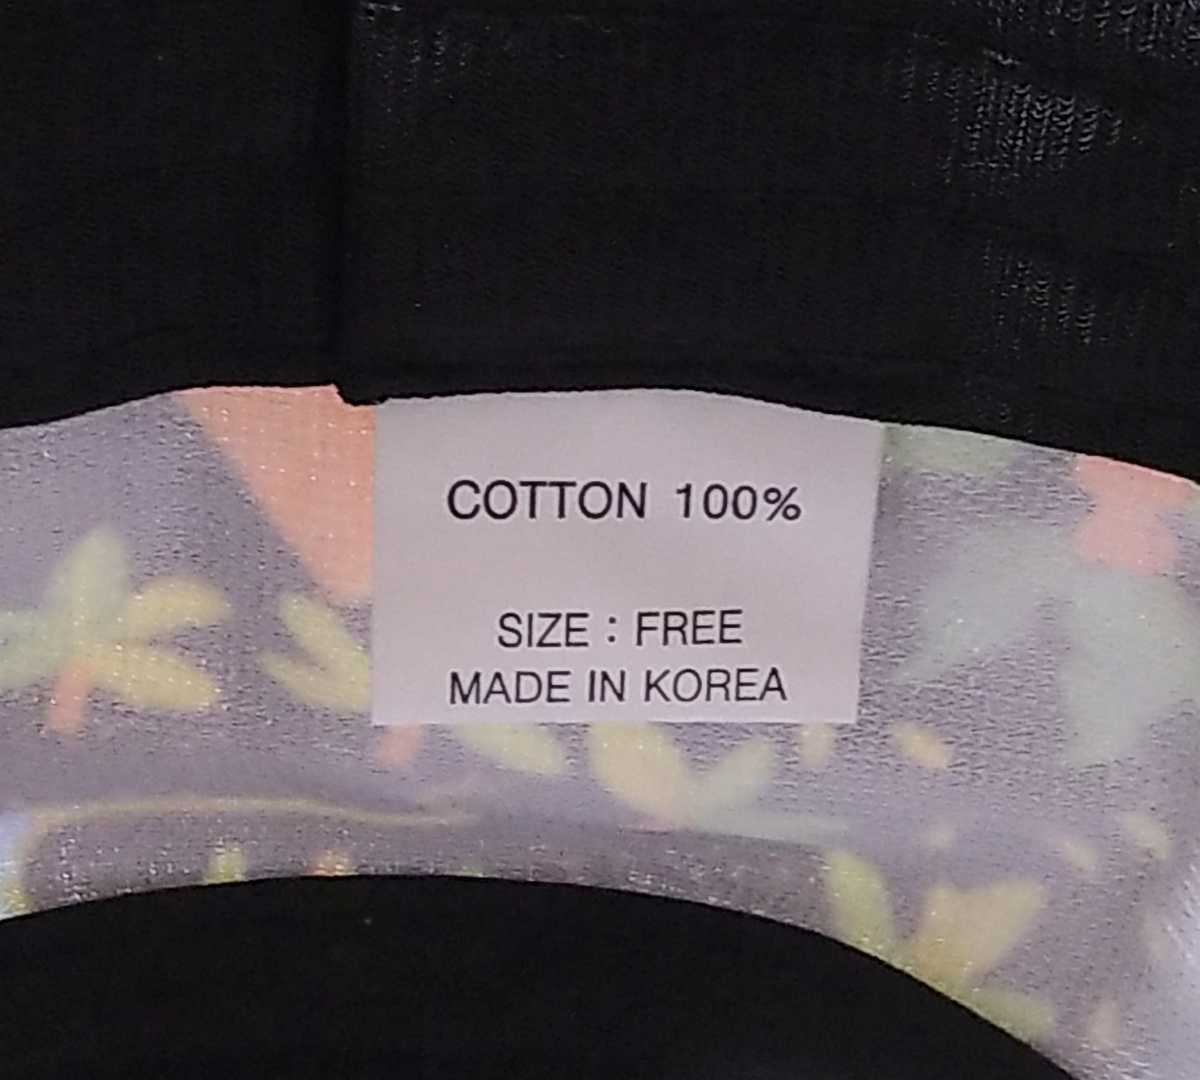 COTTON 100%
SIZE : FREE
MADE IN KOREA